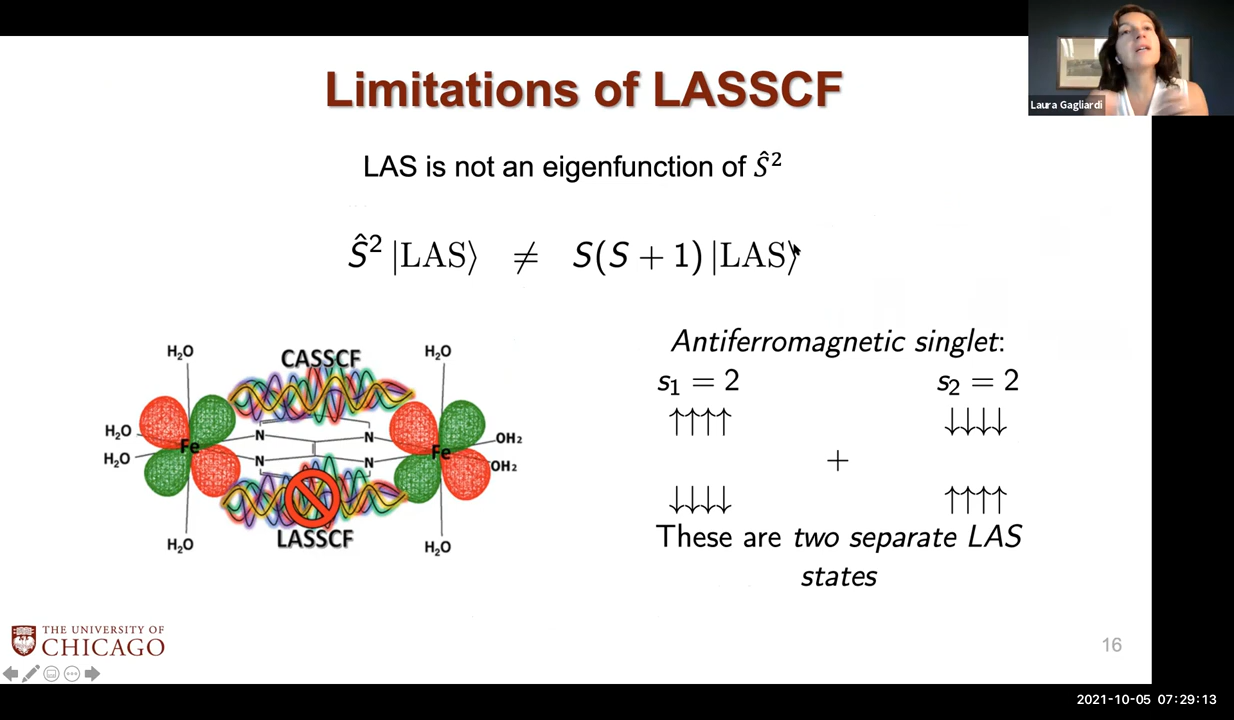 Limitations of LASSCF
Laura Gagliardi
LAS is not an eigenfunction of Ŝ²
Ŝ² |LAS⟩ ≠ S(S + 1) |LAS⟩
H₂O CASSCF H₂O
H₂O N N OH₂
Fe Fe
H₂O N N OH₂
LASSCF
H₂O H₂O
Antiferromagnetic singlet:
s₁ = 2 s₂ = 2
↑↑↑↑ ↓↓↓↓
+
↓↓↓↓ ↑↑↑↑
These are two separate LAS
states
THE UNIVERSITY OF
CHICAGO
16
2021-10-05 07:29:13